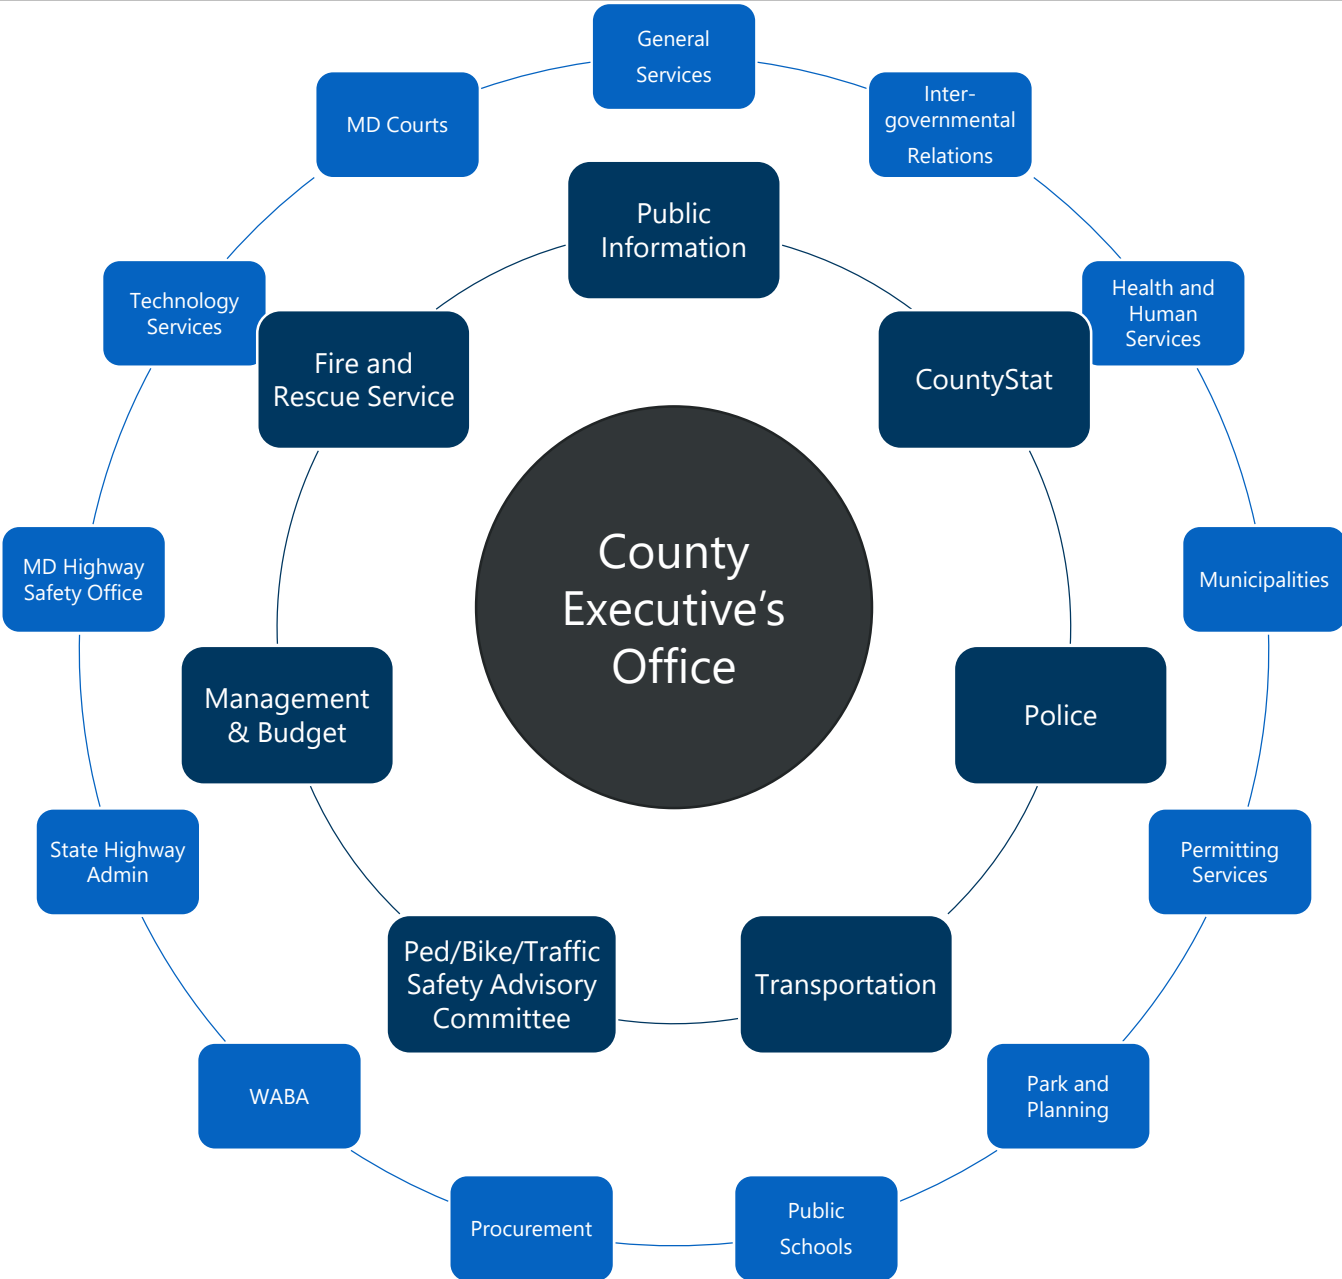 General
Services
MD Courts
Inter-
governmental
Relations
Public
Information
Technology
Services
Health and
Human
Services
Fire and
Rescue Service
CountyStat
County
Executive’s
Office
MD Highway
Safety Office
Municipalities
Management
& Budget
Police
State Highway
Admin
Permitting
Services
Ped/Bike/Traffic
Safety Advisory
Committee
Transportation
WABA
Park and
Planning
Procurement
Public
Schools